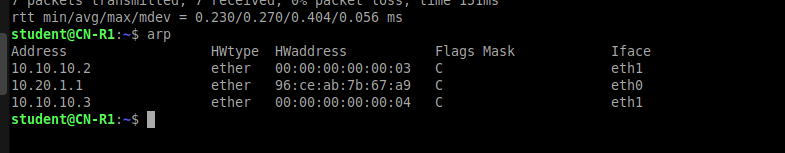 7 packets transmitted, 7 received, 0% packet loss, time 151ms
rtt min/avg/max/mdev = 0.230/0.270/0.404/0.056 ms
student@CN-R1:~$ arp
Address                  HWtype  HWaddress           Flags Mask            Iface
10.10.10.2               ether   00:00:00:00:00:03   C                     eth1
10.20.1.1                ether   96:ce:ab:7b:67:a9   C                     eth0
10.10.10.3               ether   00:00:00:00:00:04   C                     eth1
student@CN-R1:~$